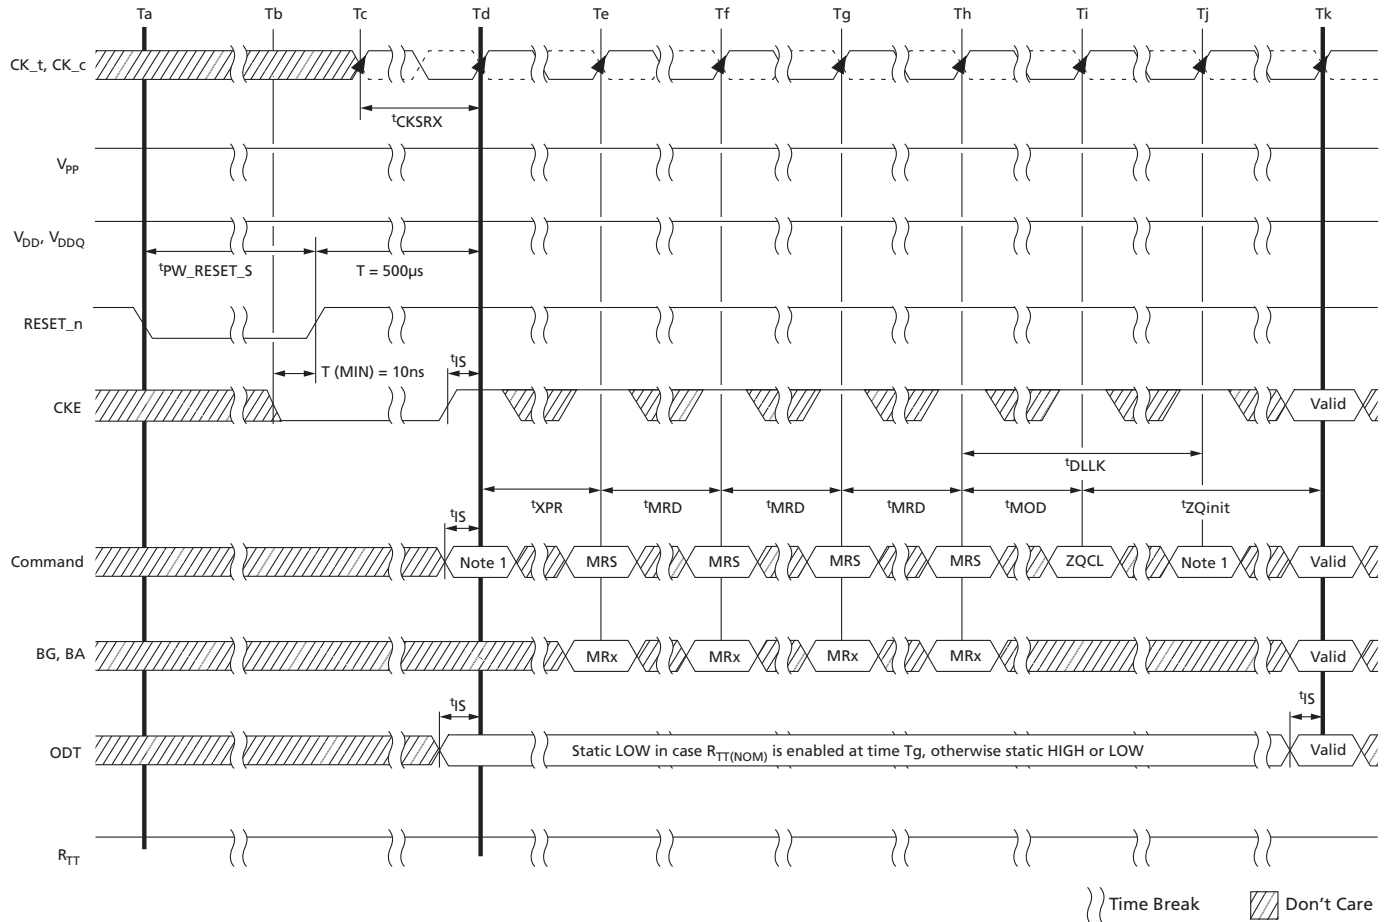 Ta Tb Tc Td Te Tf Tg Th Ti Tj Tk
CK_t, CK_c
tCKSRX
VPP
VDD, VDDQ
tPW_RESET_S T = 500μs
RESET_n
T (MIN) = 10ns tIS
CKE Valid
tDLLK
tXPR tMRD tMRD tMRD tMOD tZQinit
tIS
Command Note 1 MRS MRS MRS MRS ZQCL Note 1 Valid
BG, BA MRx MRx MRx MRx Valid
tIS tIS
ODT Static LOW in case RTT(NOM) is enabled at time Tg, otherwise static HIGH or LOW Valid
RTT
Time Break Don't Care